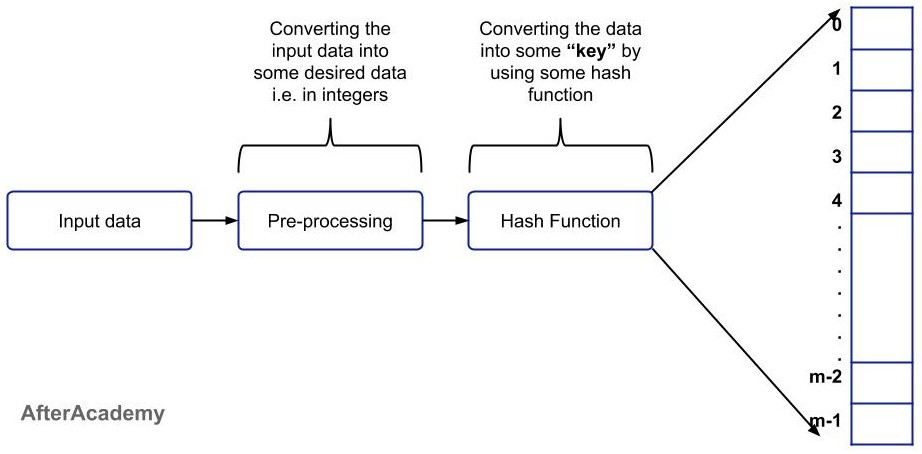 Converting the
input data into
some desired data
i.e. in integers
Converting the data
into some “key” by
using some hash
function
Input data
Pre-processing
Hash Function
0
1
2
3
4
.
.
.
.
.
.
.
m-2
m-1
AfterAcademy